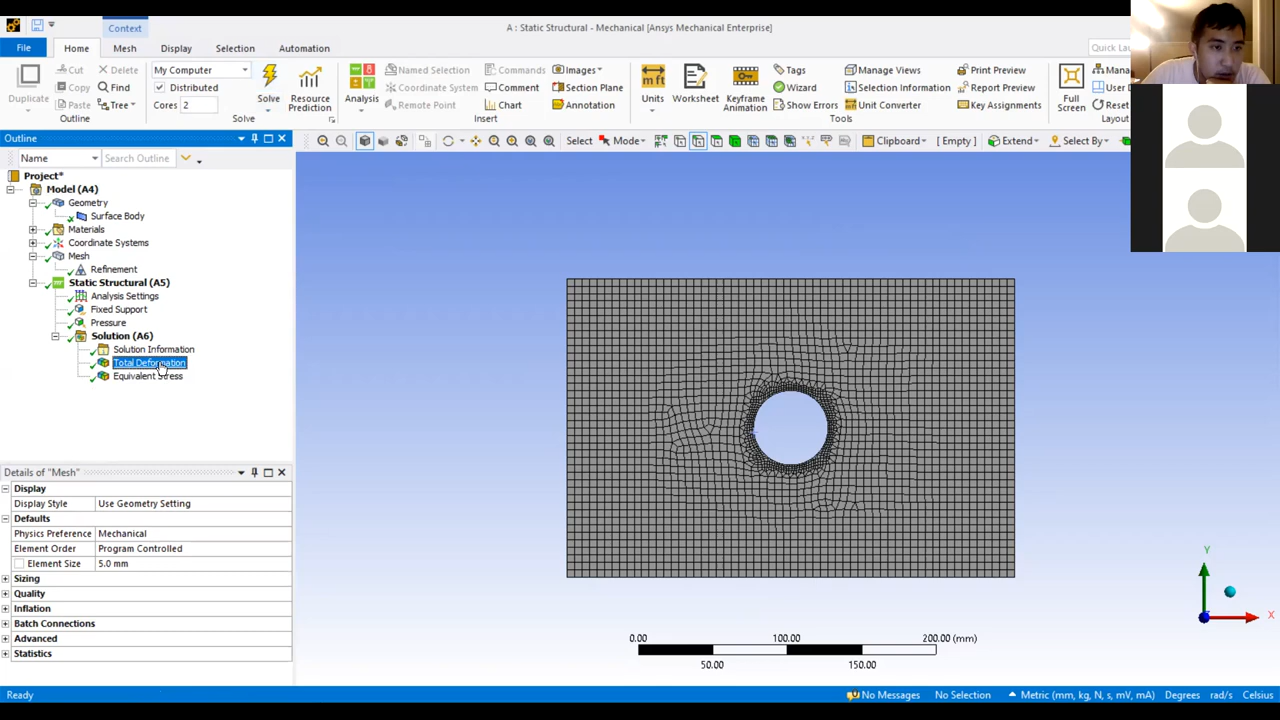 Context
A : Static Structural - Mechanical [Ansys Mechanical Enterprise]
File Home Mesh Display Selection Automation Quick Lau
Duplicate Cut Delete
Copy Find
Paste Tree
Outline
My Computer
Distributed
Cores 2
Solve
Resource Prediction
Solve
Analysis
Named Selection Commands Images
Coordinate System Comment Section Plane
Remote Point Chart Annotation
Insert
Units Worksheet Keyframe Animation
Tags Manage Views Print Preview
Wizard Selection Information Report Preview
Show Errors Unit Converter Key Assignments
Tools
Full Screen
Mana
User D
Reset
Layout
Outline
Select Mode Clipboard [ Empty ] Extend Select By
Name Search Outline
Project*
Model (A4)
Geometry
Surface Body
Materials
Coordinate Systems
Mesh
Refinement
Static Structural (A5)
Analysis Settings
Fixed Support
Pressure
Solution (A6)
Solution Information
Total Deformation
Equivalent Stress
Details of "Mesh"
Display
Display Style Use Geometry Setting
Defaults
Physics Preference Mechanical
Element Order Program Controlled
Element Size 5.0 mm
Sizing
Quality
Inflation
Batch Connections
Advanced
Statistics
Y
X
0.00 100.00 200.00 (mm)
50.00 150.00
Ready No Messages No Selection Metric (mm, kg, N, s, mV, mA) Degrees rad/s Celsius